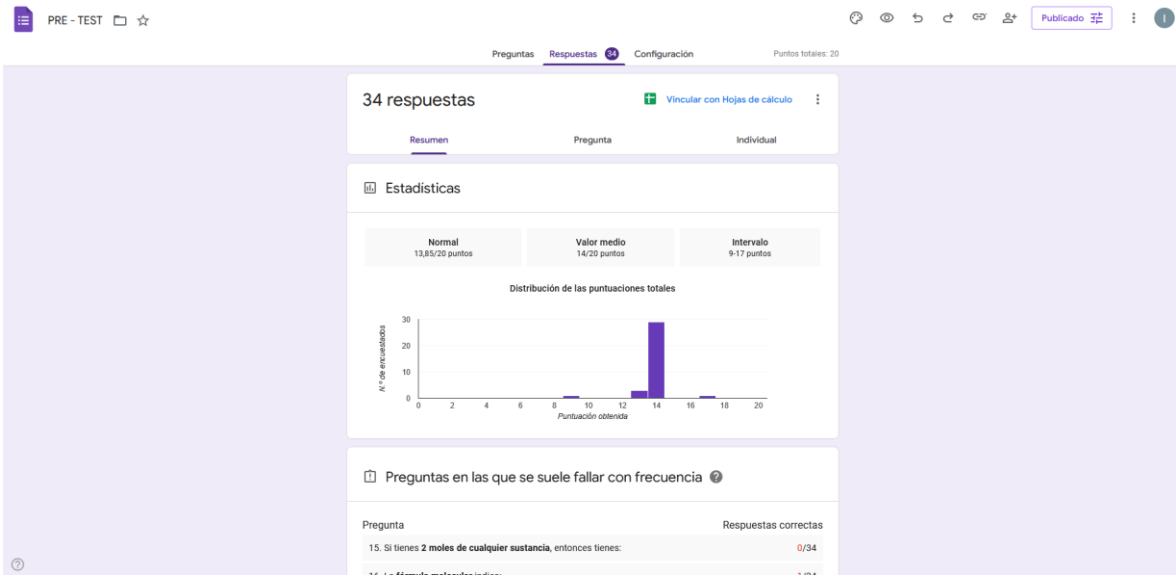 PRE - TEST
Publicado
I
Preguntas Respuestas 34 Configuración Puntos totales: 20
34 respuestas Vincular con Hojas de cálculo
Resumen Pregunta Individual
Estadísticas
Normal Valor medio Intervalo
13,85/20 puntos 14/20 puntos 9-17 puntos
Distribución de las puntuaciones totales
N.º de encuestados
30
20
10
0
0 2 4 6 8 10 12 14 16 18 20
Puntuación obtenida
Preguntas en las que se suele fallar con frecuencia
Pregunta Respuestas correctas
15. Si tienes 2 moles de cualquier sustancia, entonces tienes: 0/34